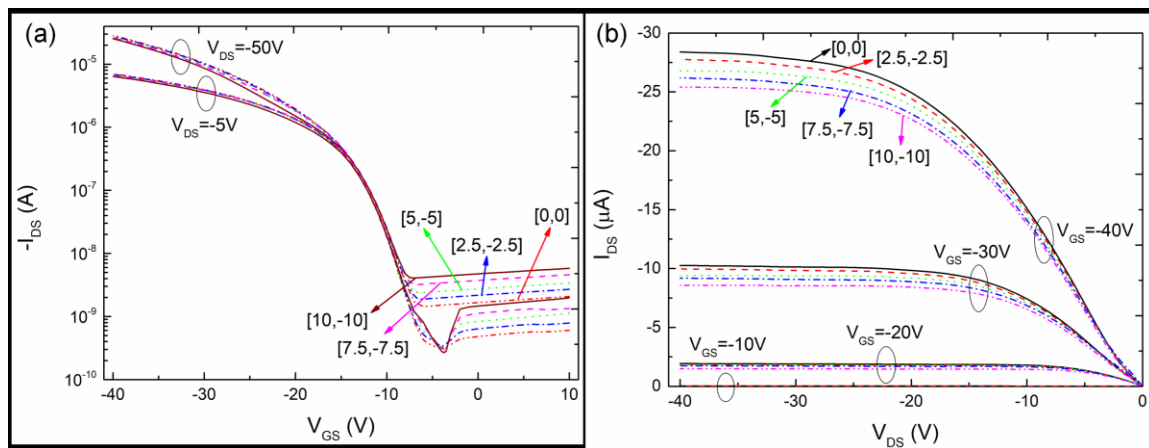 (a)
V_DS=-50V
V_DS=-5V
[5,-5]
[0,0]
[2.5,-2.5]
[10,-10]
[7.5,-7.5]
10^-5
10^-6
10^-7
10^-8
10^-9
10^-10
-I_DS (A)
-40 -30 -20 -10 0 10
V_GS (V)
(b)
[0,0]
[2.5,-2.5]
[5,-5]
[7.5,-7.5]
[10,-10]
V_GS=-40V
V_GS=-30V
V_GS=-20V
V_GS=-10V
-30
-25
-20
-15
-10
-5
0
I_DS (μA)
-40 -30 -20 -10 0
V_DS (V)